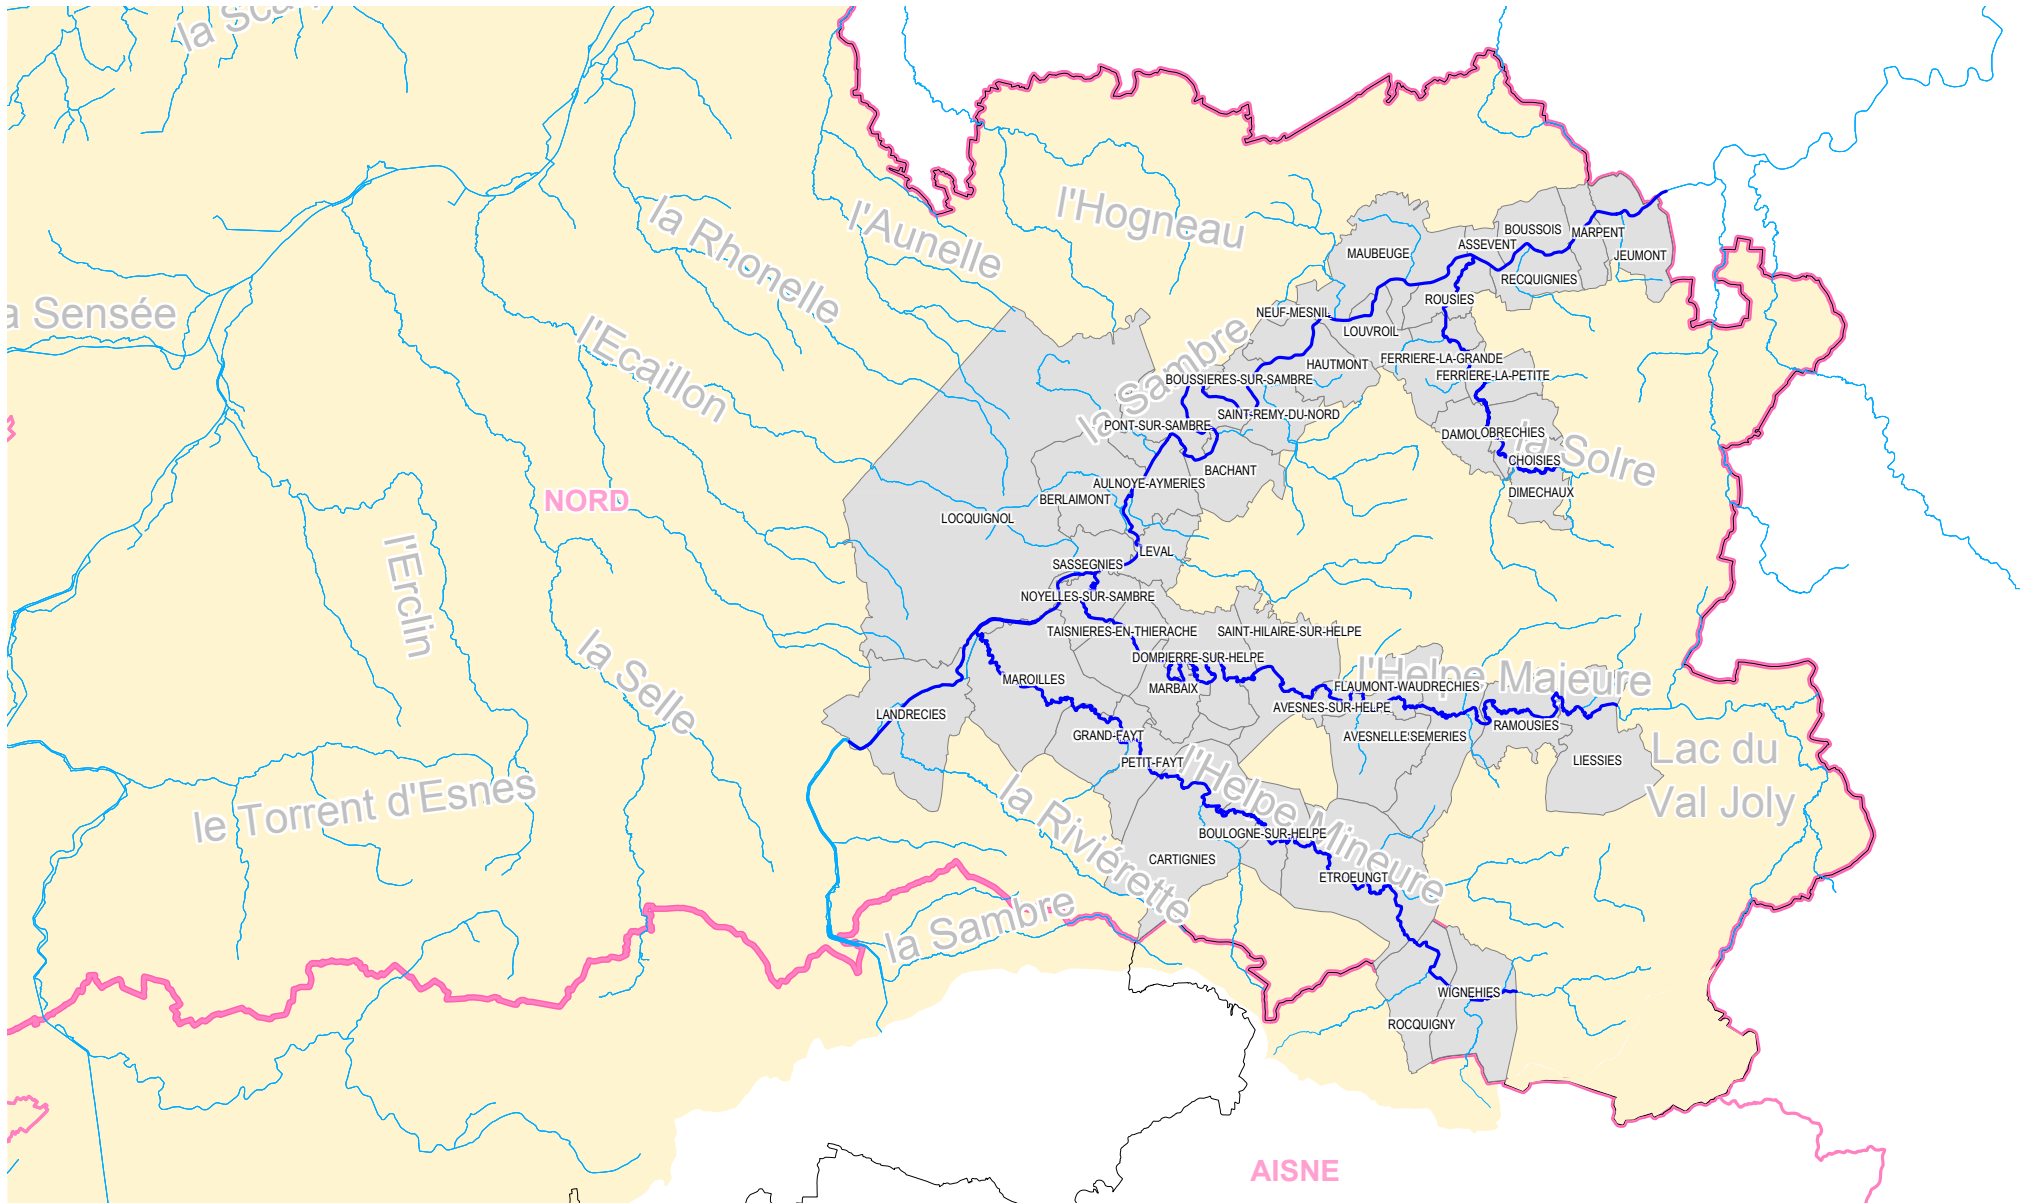 la Scar
l'Hogneau
la Rhonelle
l'Aunelle
a Sensée
l'Ecaillon
la Sambre
MAUBEUGE
ASSEVENT
BOUSSOIS
MARPENT
JEUMONT
RECQUIGNIES
ROUSIES
NEUF-MESNIL
LOUVROIL
HAUTMONT
FERRIERE-LA-GRANDE
FERRIERE-LA-PETITE
BOUSSIERES-SUR-SAMBRE
SAINT-REMY-DU-NORD
PONT-SUR-SAMBRE
DAMOU
OBRECHIES
la Solre
CHOISIES
DIMECHAUX
BACHANT
AULNOYE-AYMERIES
BERLAIMONT
LOCQUIGNOL
NORD
LEVAL
SASSEGNIES
NOYELLES-SUR-SAMBRE
l'Erclin
TAISNIERES-EN-THIERACHE
SAINT-HILAIRE-SUR-HELPE
DOMPIERRE-SUR-HELPE
l'Helpe Majeure
la Selle
MAROILLES
MARBAIX
FLAUMONT-WAUDRECHIES
AVESNES-SUR-HELPE
LANDRECIES
GRAND-FAYT
AVESNELLES
SEMERIES
RAMOUSIES
LIESSIES
Lac du
Val Joly
PETIT-FAYT
l'Helpe Mineure
le Torrent d'Esnes
la Riviérette
BOULOGNE-SUR-HELPE
CARTIGNIES
ETROEUNGT
la Sambre
WIGNEHIES
ROCQUIGNY
AISNE